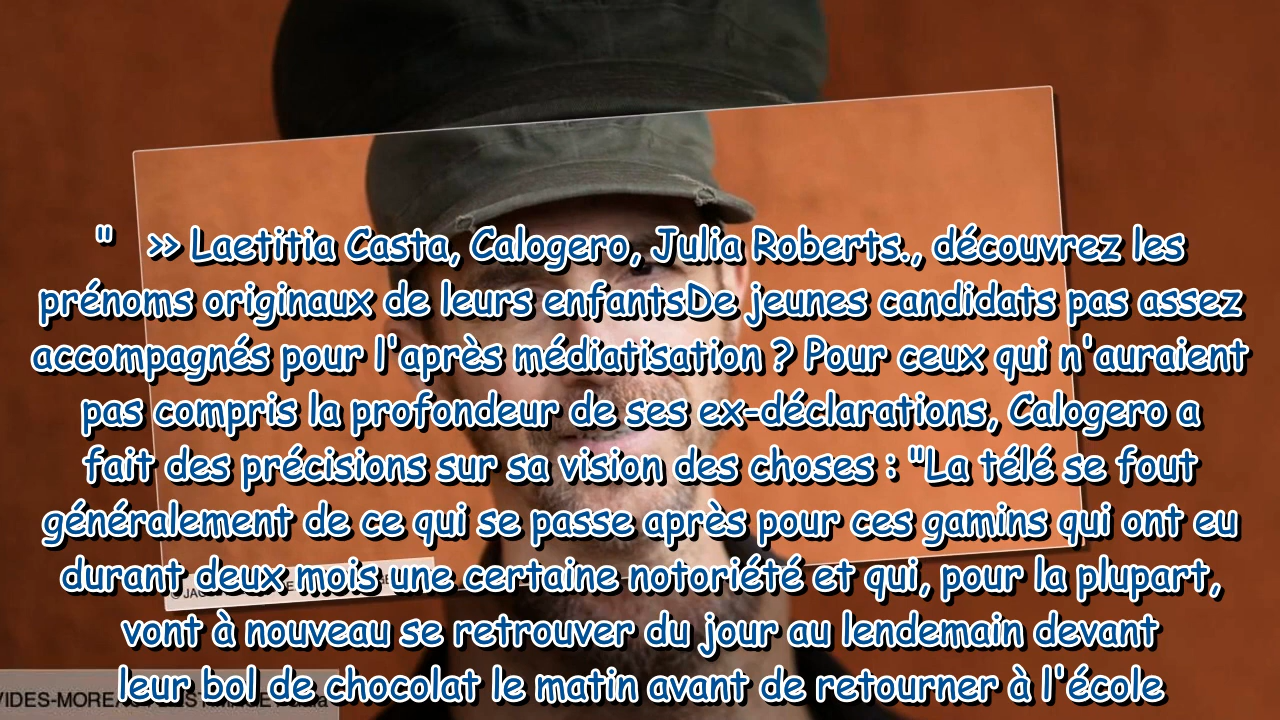 " >> Laetitia Casta, Calogero, Julia Roberts., découvrez les
prénoms originaux de leurs enfantsDe jeunes candidats pas assez
accompagnés pour l'après médiatisation ? Pour ceux qui n'auraient
pas compris la profondeur de ses ex-déclarations, Calogero a
fait des précisions sur sa vision des choses : "La télé se fout
généralement de ce qui se passe après pour ces gamins qui ont eu
durant deux mois une certaine notoriété et qui, pour la plupart,
vont à nouveau se retrouver du jour au lendemain devant
leur bol de chocolat le matin avant de retourner à l'école